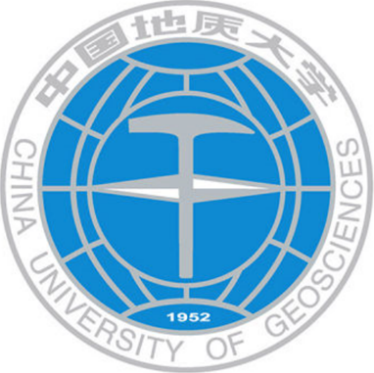 中国地质大学
CHINA UNIVERSITY OF GEOSCIENCES
1952